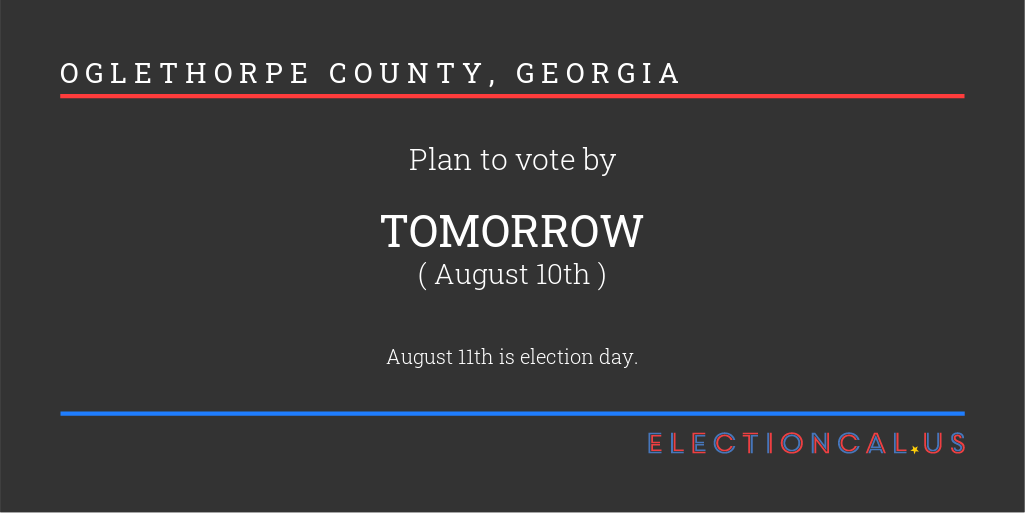 OGLETHORPE COUNTY, GEORGIA
Plan to vote by
TOMORROW
( August 10th )
August 11th is election day.
ELECTIONCAL★US